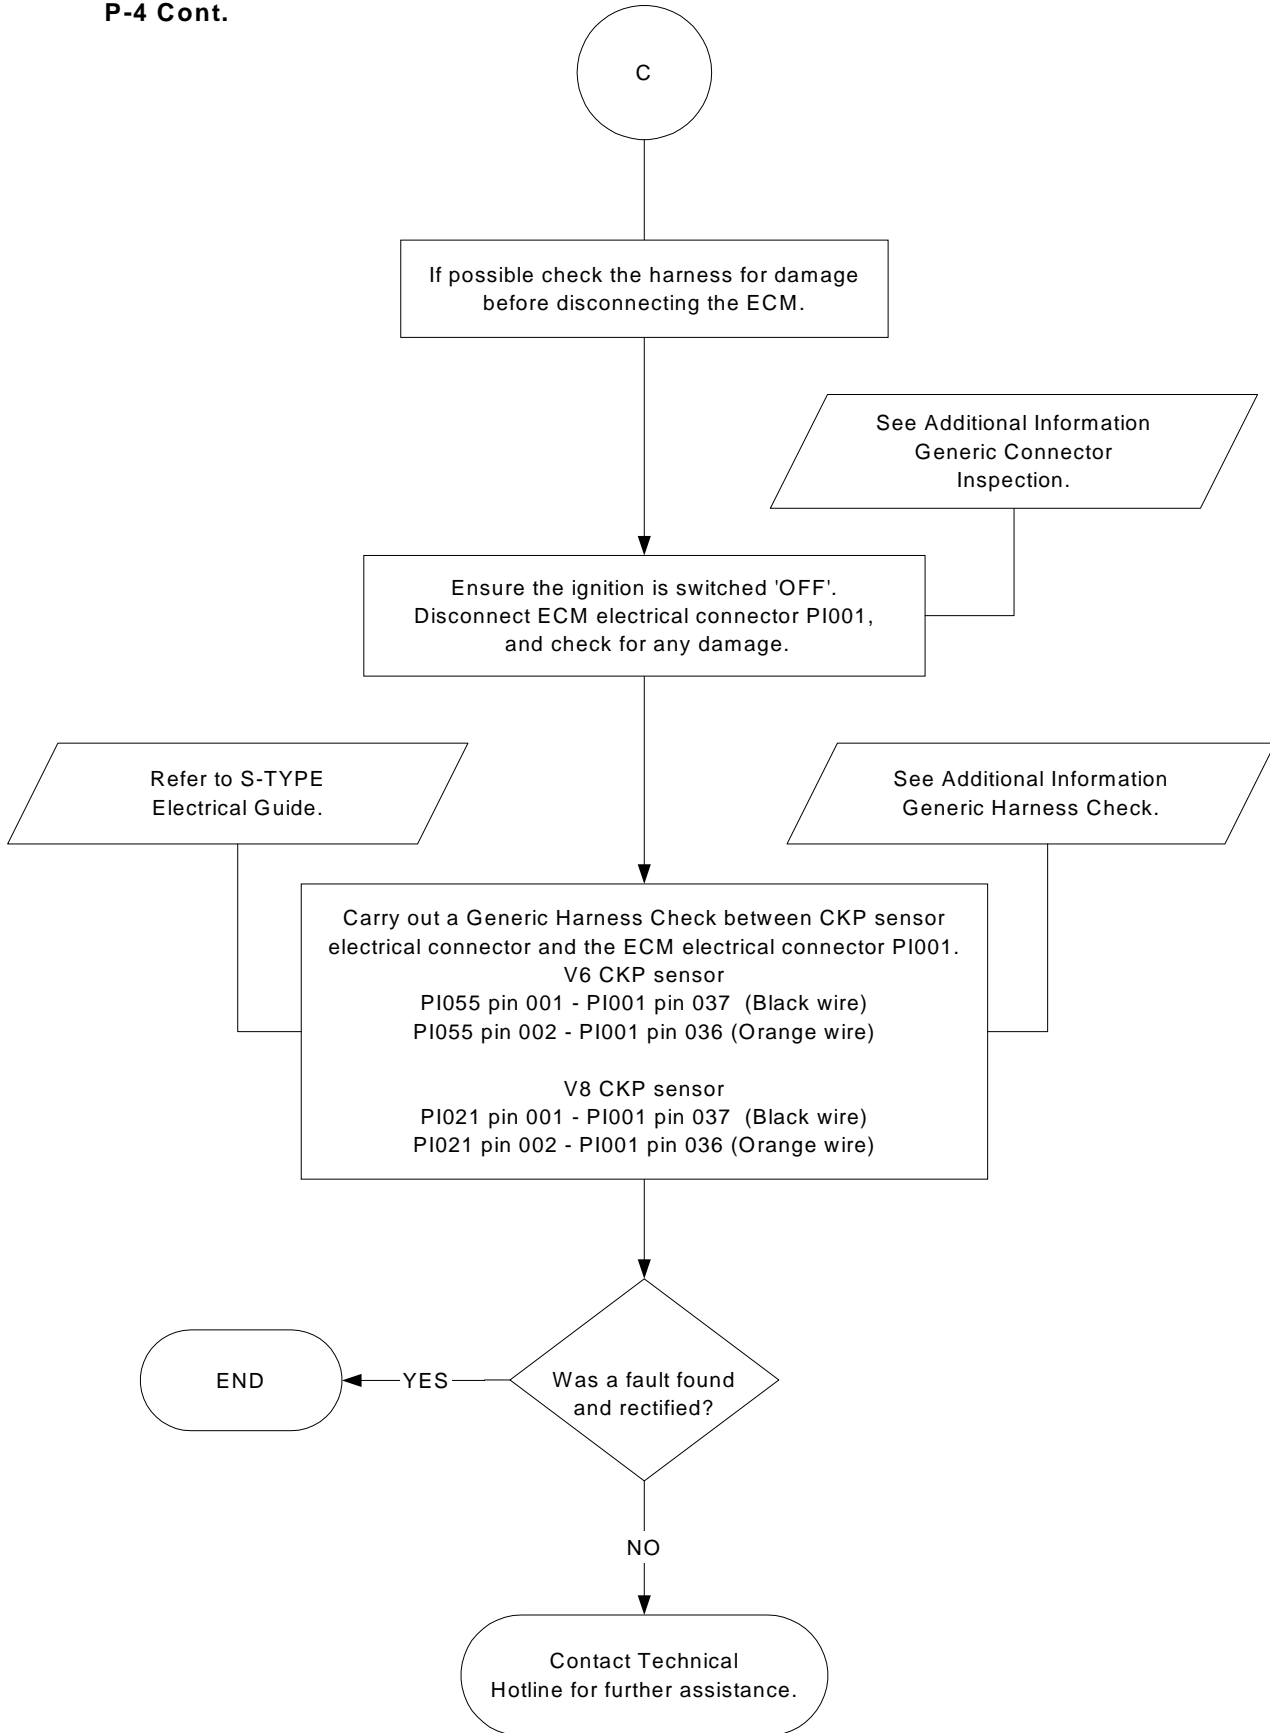 P-4 Cont.
C
If possible check the harness for damage
before disconnecting the ECM.
See Additional Information
Generic Connector
Inspection.
Ensure the ignition is switched 'OFF'.
Disconnect ECM electrical connector PI001,
and check for any damage.
Refer to S-TYPE
Electrical Guide.
See Additional Information
Generic Harness Check.
Carry out a Generic Harness Check between CKP sensor
electrical connector and the ECM electrical connector PI001.
V6 CKP sensor
PI055 pin 001 - PI001 pin 037 (Black wire)
PI055 pin 002 - PI001 pin 036 (Orange wire)
V8 CKP sensor
PI021 pin 001 - PI001 pin 037 (Black wire)
PI021 pin 002 - PI001 pin 036 (Orange wire)
Was a fault found
and rectified?
YES
END
NO
Contact Technical
Hotline for further assistance.